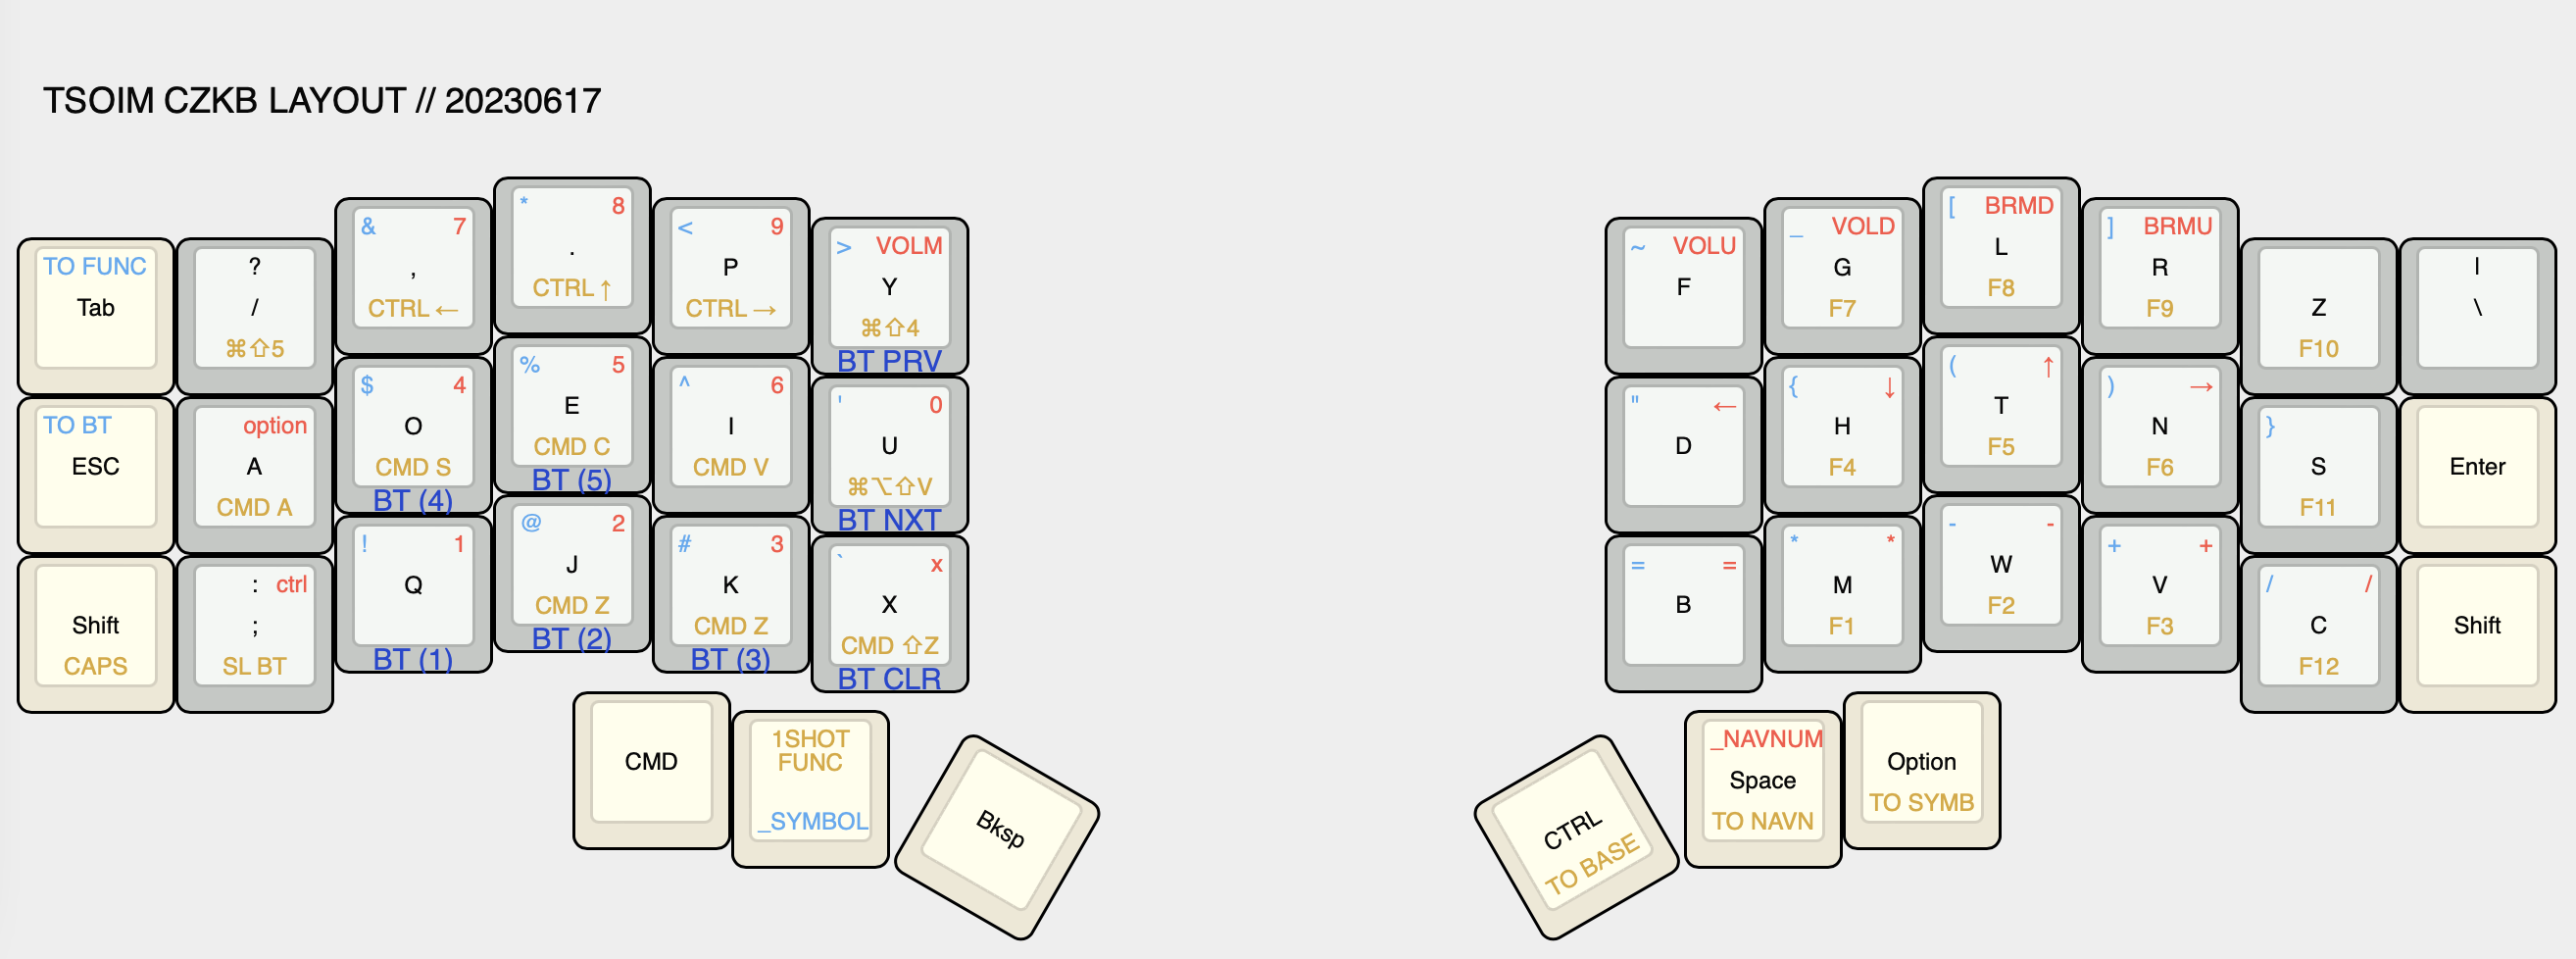 TSOIM CZKB LAYOUT // 20230617
TO FUNC
Tab
?
/
⌘⇧5
& 7
,
CTRL ←
* 8
.
CTRL ↑
< 9
P
CTRL →
> VOLM
Y
⌘⇧4
BT PRV
~ VOLU
F
_ VOLD
G
F7
[ BRMD
L
F8
] BRMU
R
F9
Z
F10
|
\
TO BT
ESC
option
A
CMD A
$ 4
O
CMD S
BT (4)
% 5
E
CMD C
BT (5)
^ 6
I
CMD V
' 0
U
⌘⌥⇧V
BT NXT
" ←
D
{ ↓
H
F4
( ↑
T
F5
) →
N
F6
}
S
F11
Enter
Shift
CAPS
: ctrl
;
SL BT
! 1
Q
BT (1)
@ 2
J
CMD Z
BT (2)
# 3
K
CMD Z
BT (3)
` x
X
CMD ⇧Z
BT CLR
= =
B
* *
M
F1
- -
W
F2
+ +
V
F3
/ /
C
F12
Shift
CMD
1SHOT
FUNC
_SYMBOL
Bksp
CTRL
TO BASE
_NAVNUM
Space
TO NAVN
Option
TO SYMB